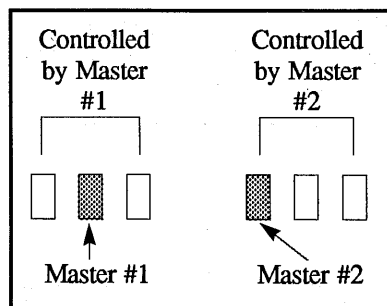 Controlled
by Master
#1
Controlled
by Master
#2
Master #1
Master #2